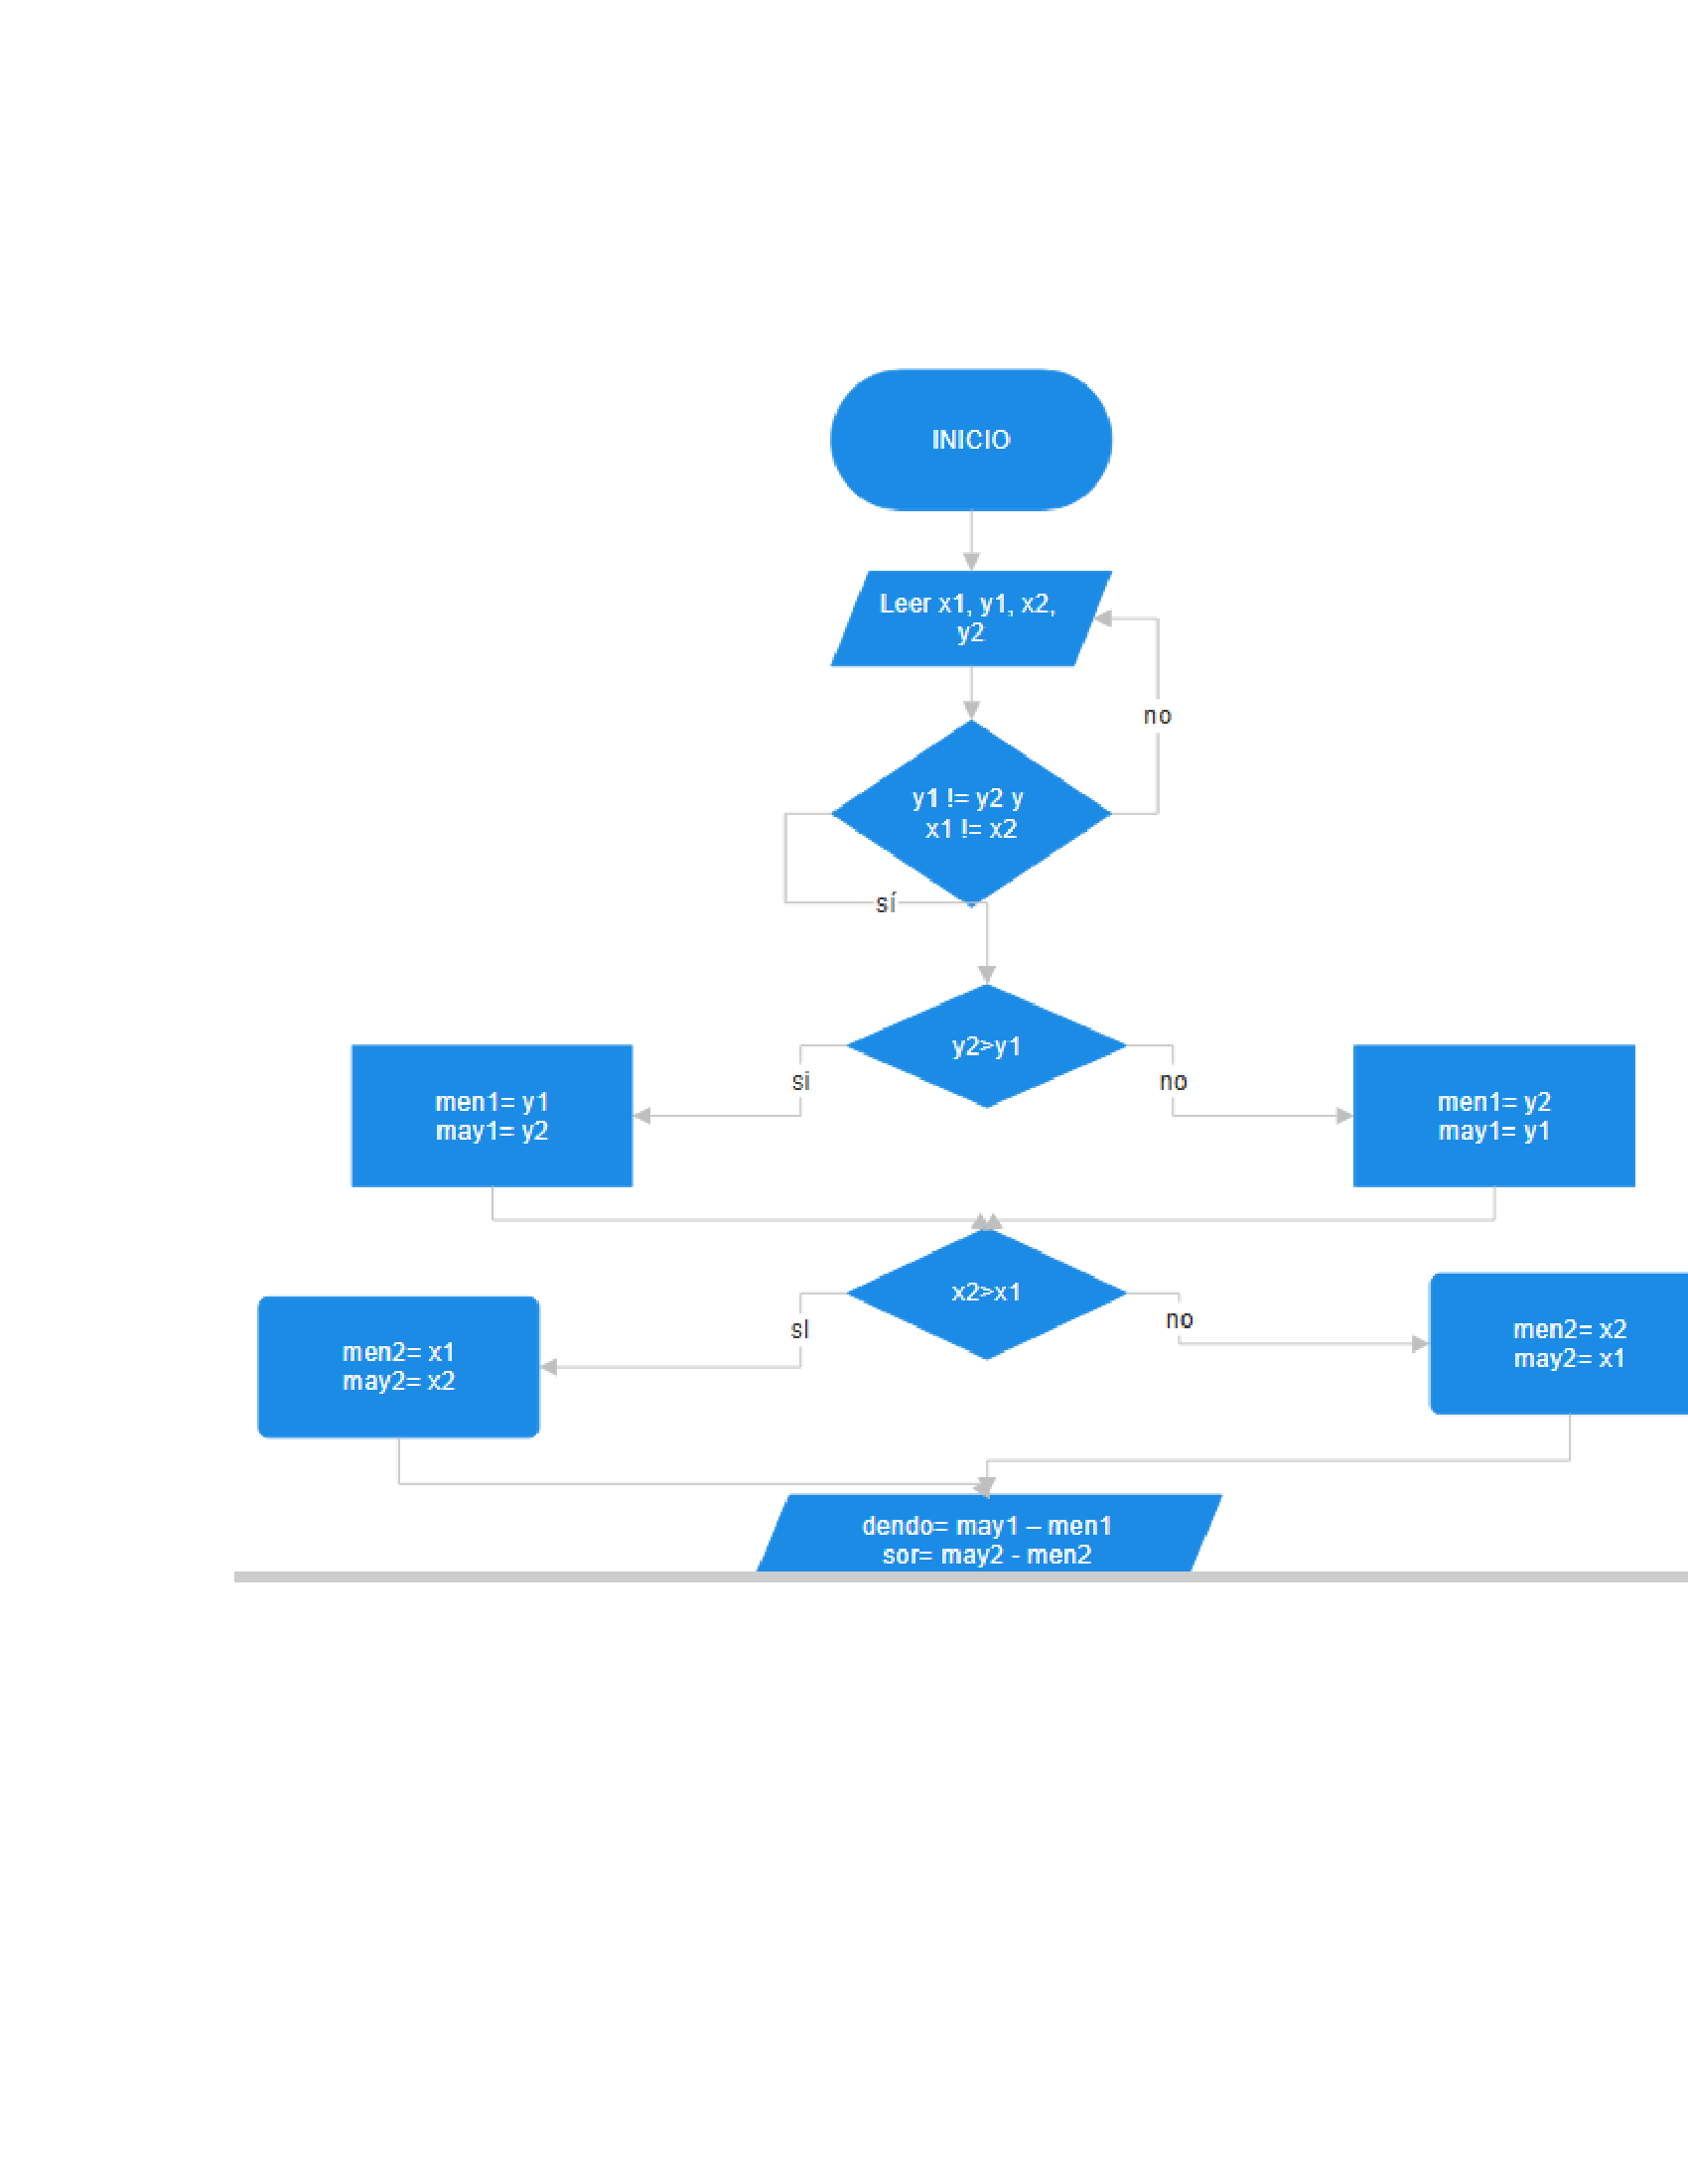 INICIO
Leer x1, y1, x2,
y2
no
y1 != y2 y
x1 != x2
sí
y2>y1
si
no
men1= y1
may1= y2
men1= y2
may1= y1
x2>x1
sI
no
men2= x1
may2= x2
men2= x2
may2= x1
dendo= may1 – men1
sor= may2 - men2